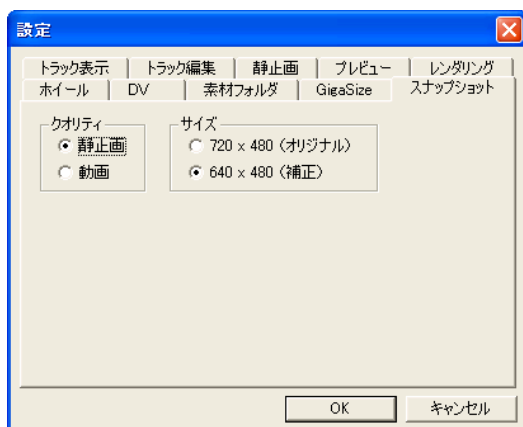 設定
トラック表示 トラック編集 静止画 プレビュー レンダリング
ホイール DV 素材フォルダ GigaSize スナップショット
クオリティ サイズ
静止画 720 x 480 (オリジナル)
動画 640 x 480 (補正)
OK キャンセル